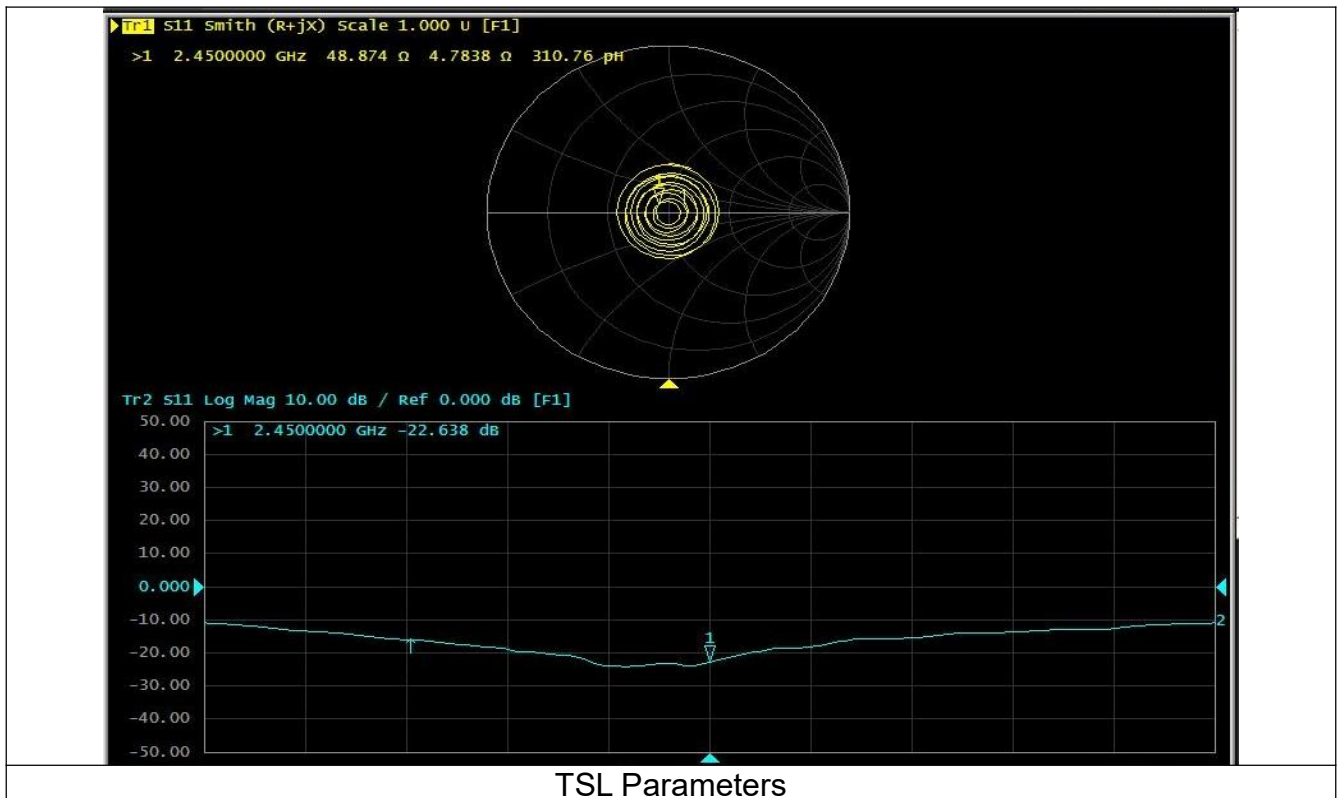 Tr1 S11 Smith (R+jX) Scale 1.000 U [F1]
>1 2.4500000 GHz 48.874 Ω 4.7838 Ω 310.76 pH
1
Tr2 S11 Log Mag 10.00 dB / Ref 0.000 dB [F1]
50.00
>1 2.4500000 GHz -22.638 dB
40.00
30.00
20.00
10.00
0.000
-10.00
2
1
-20.00
-30.00
-40.00
-50.00
TSL Parameters